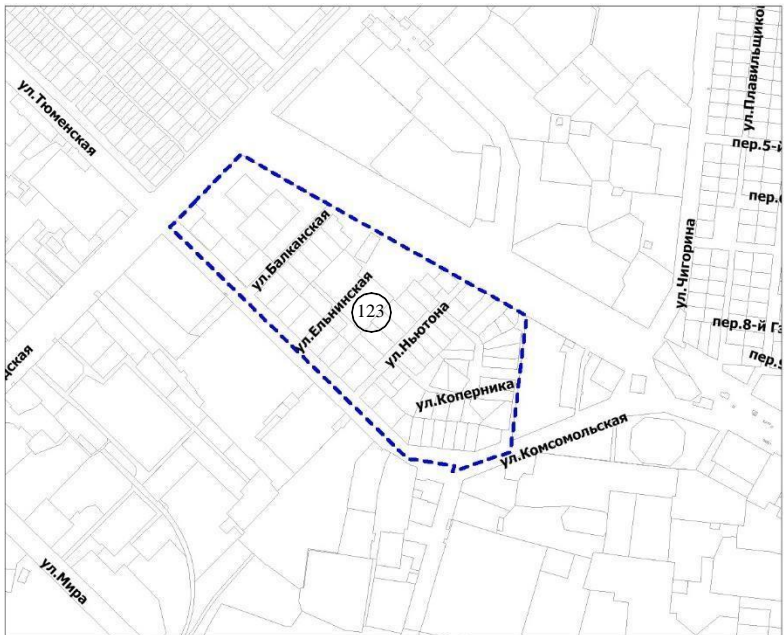 ул.Плавильщико
ул.Тюменская
пер.5-й
пер.
ул.Чигорина
ул.Балканская
ул.Ельнинская
123
ул.Ньютона
пер.8-й Г
дская
пер.
ул.Коперника
ул.Комсомольская
ул.Мира